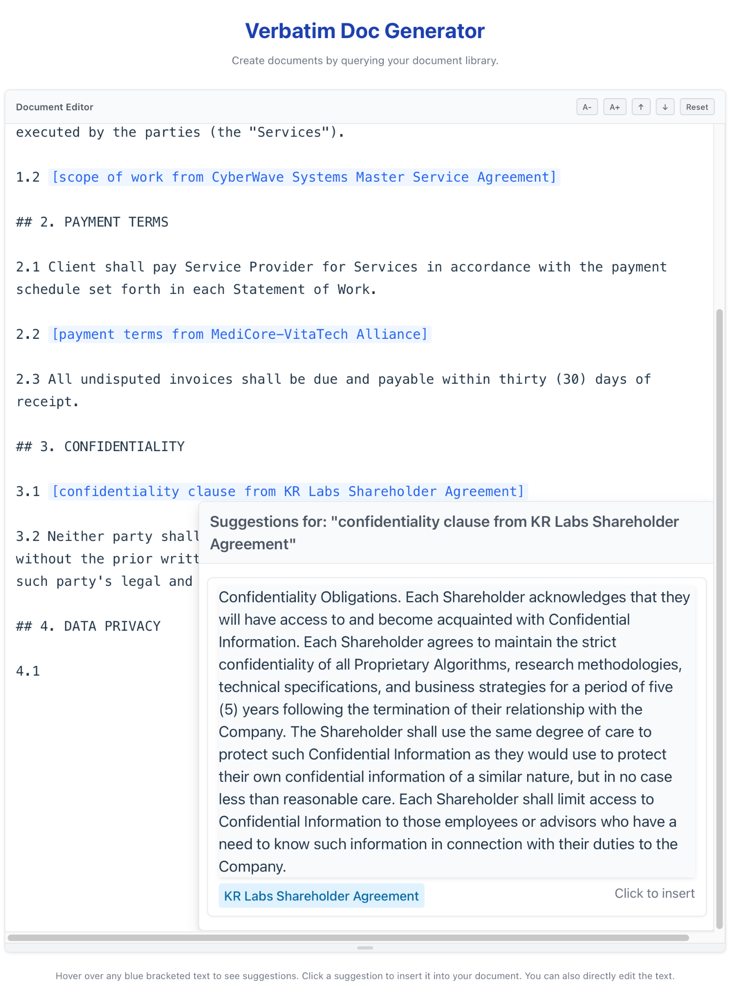 Verbatim Doc Generator
Create documents by querying your document library.
Document Editor
A-
A+
↑
↓
Reset
executed by the parties (the "Services").
1.2 [scope of work from CyberWave Systems Master Service Agreement]
## 2. PAYMENT TERMS
2.1 Client shall pay Service Provider for Services in accordance with the payment
schedule set forth in each Statement of Work.
2.2 [payment terms from MediCore-VitaTech Alliance]
2.3 All undisputed invoices shall be due and payable within thirty (30) days of
receipt.
## 3. CONFIDENTIALITY
3.1 [confidentiality clause from KR Labs Shareholder Agreement]
3.2 Neither party shall
without the prior writt
such party's legal and
## 4. DATA PRIVACY
4.1
Suggestions for: "confidentiality clause from KR Labs Shareholder
Agreement"
Confidentiality Obligations. Each Shareholder acknowledges that they
will have access to and become acquainted with Confidential
Information. Each Shareholder agrees to maintain the strict
confidentiality of all Proprietary Algorithms, research methodologies,
technical specifications, and business strategies for a period of five
(5) years following the termination of their relationship with the
Company. The Shareholder shall use the same degree of care to
protect such Confidential Information as they would use to protect
their own confidential information of a similar nature, but in no case
less than reasonable care. Each Shareholder shall limit access to
Confidential Information to those employees or advisors who have a
need to know such information in connection with their duties to the
Company.
KR Labs Shareholder Agreement
Click to insert
Hover over any blue bracketed text to see suggestions. Click a suggestion to insert it into your document. You can also directly edit the text.